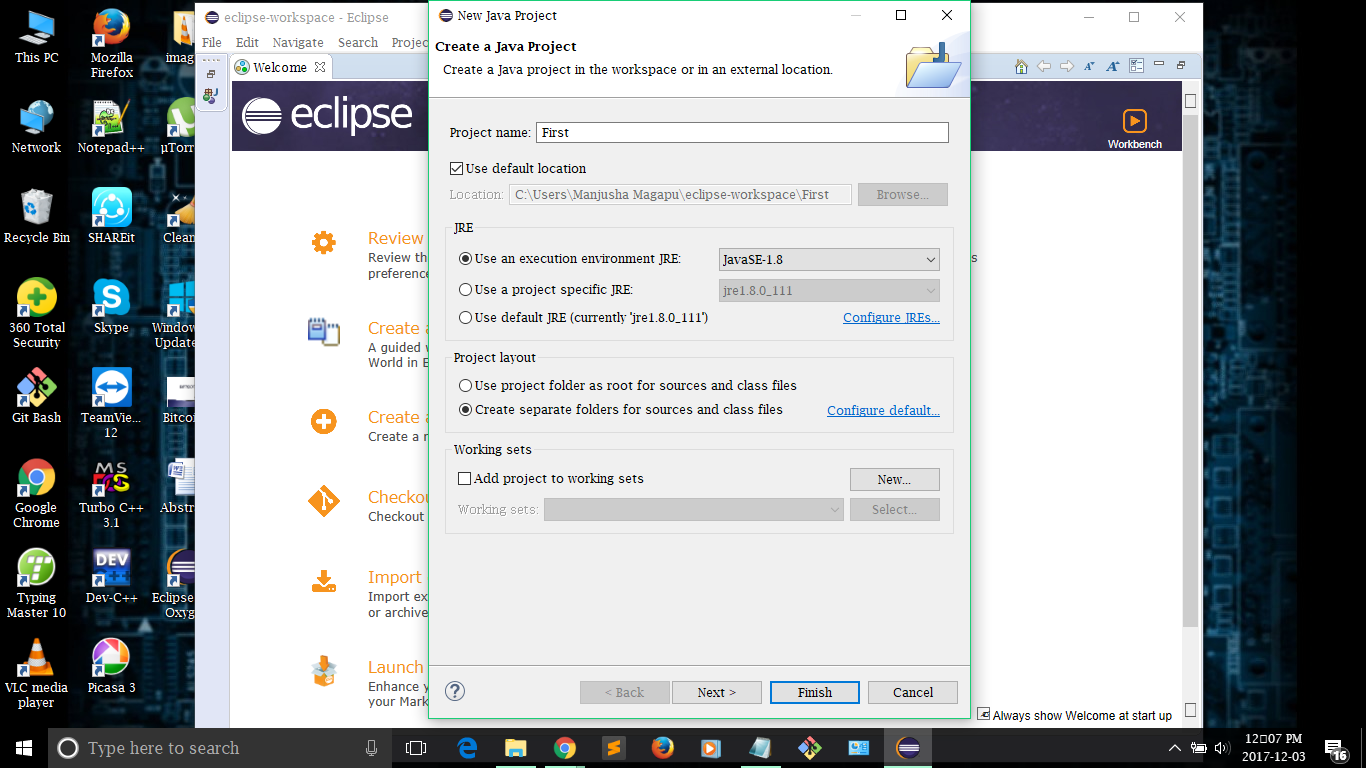 This PC
Mozilla
Firefox
imag
Network
Notepad++
µTorr
Recycle Bin
SHAREit
Clean
360 Total
Security
Skype
Window
Update
Git Bash
TeamVie...
12
Bitco
Google
Chrome
Turbo C++
3.1
Abstr
Typing
Master 10
Dev-C++
Eclipse
Oxyg
VLC media
player
Picasa 3
eclipse-workspace - Eclipse
File Edit Navigate Search Projec
Welcome
eclipse
Workbench
Review
Review th
preference
s
Create a
A guided w
World in E
Create a
Create a n
Checkou
Checkout
Import
Import ex
or archive
Launch
Enhance y
your Mark
Always show Welcome at start up
New Java Project
Create a Java Project
Create a Java project in the workspace or in an external location.
Project name: First
Use default location
Location: C:\Users\Manjusha Magapu\eclipse-workspace\First Browse...
JRE
Use an execution environment JRE: JavaSE-1.8
Use a project specific JRE: jre1.8.0_111
Use default JRE (currently 'jre1.8.0_111') Configure JREs...
Project layout
Use project folder as root for sources and class files
Create separate folders for sources and class files Configure default...
Working sets
Add project to working sets New...
Working sets: Select...
< Back Next > Finish Cancel
Type here to search
12▯07 PM
2017-12-03
16